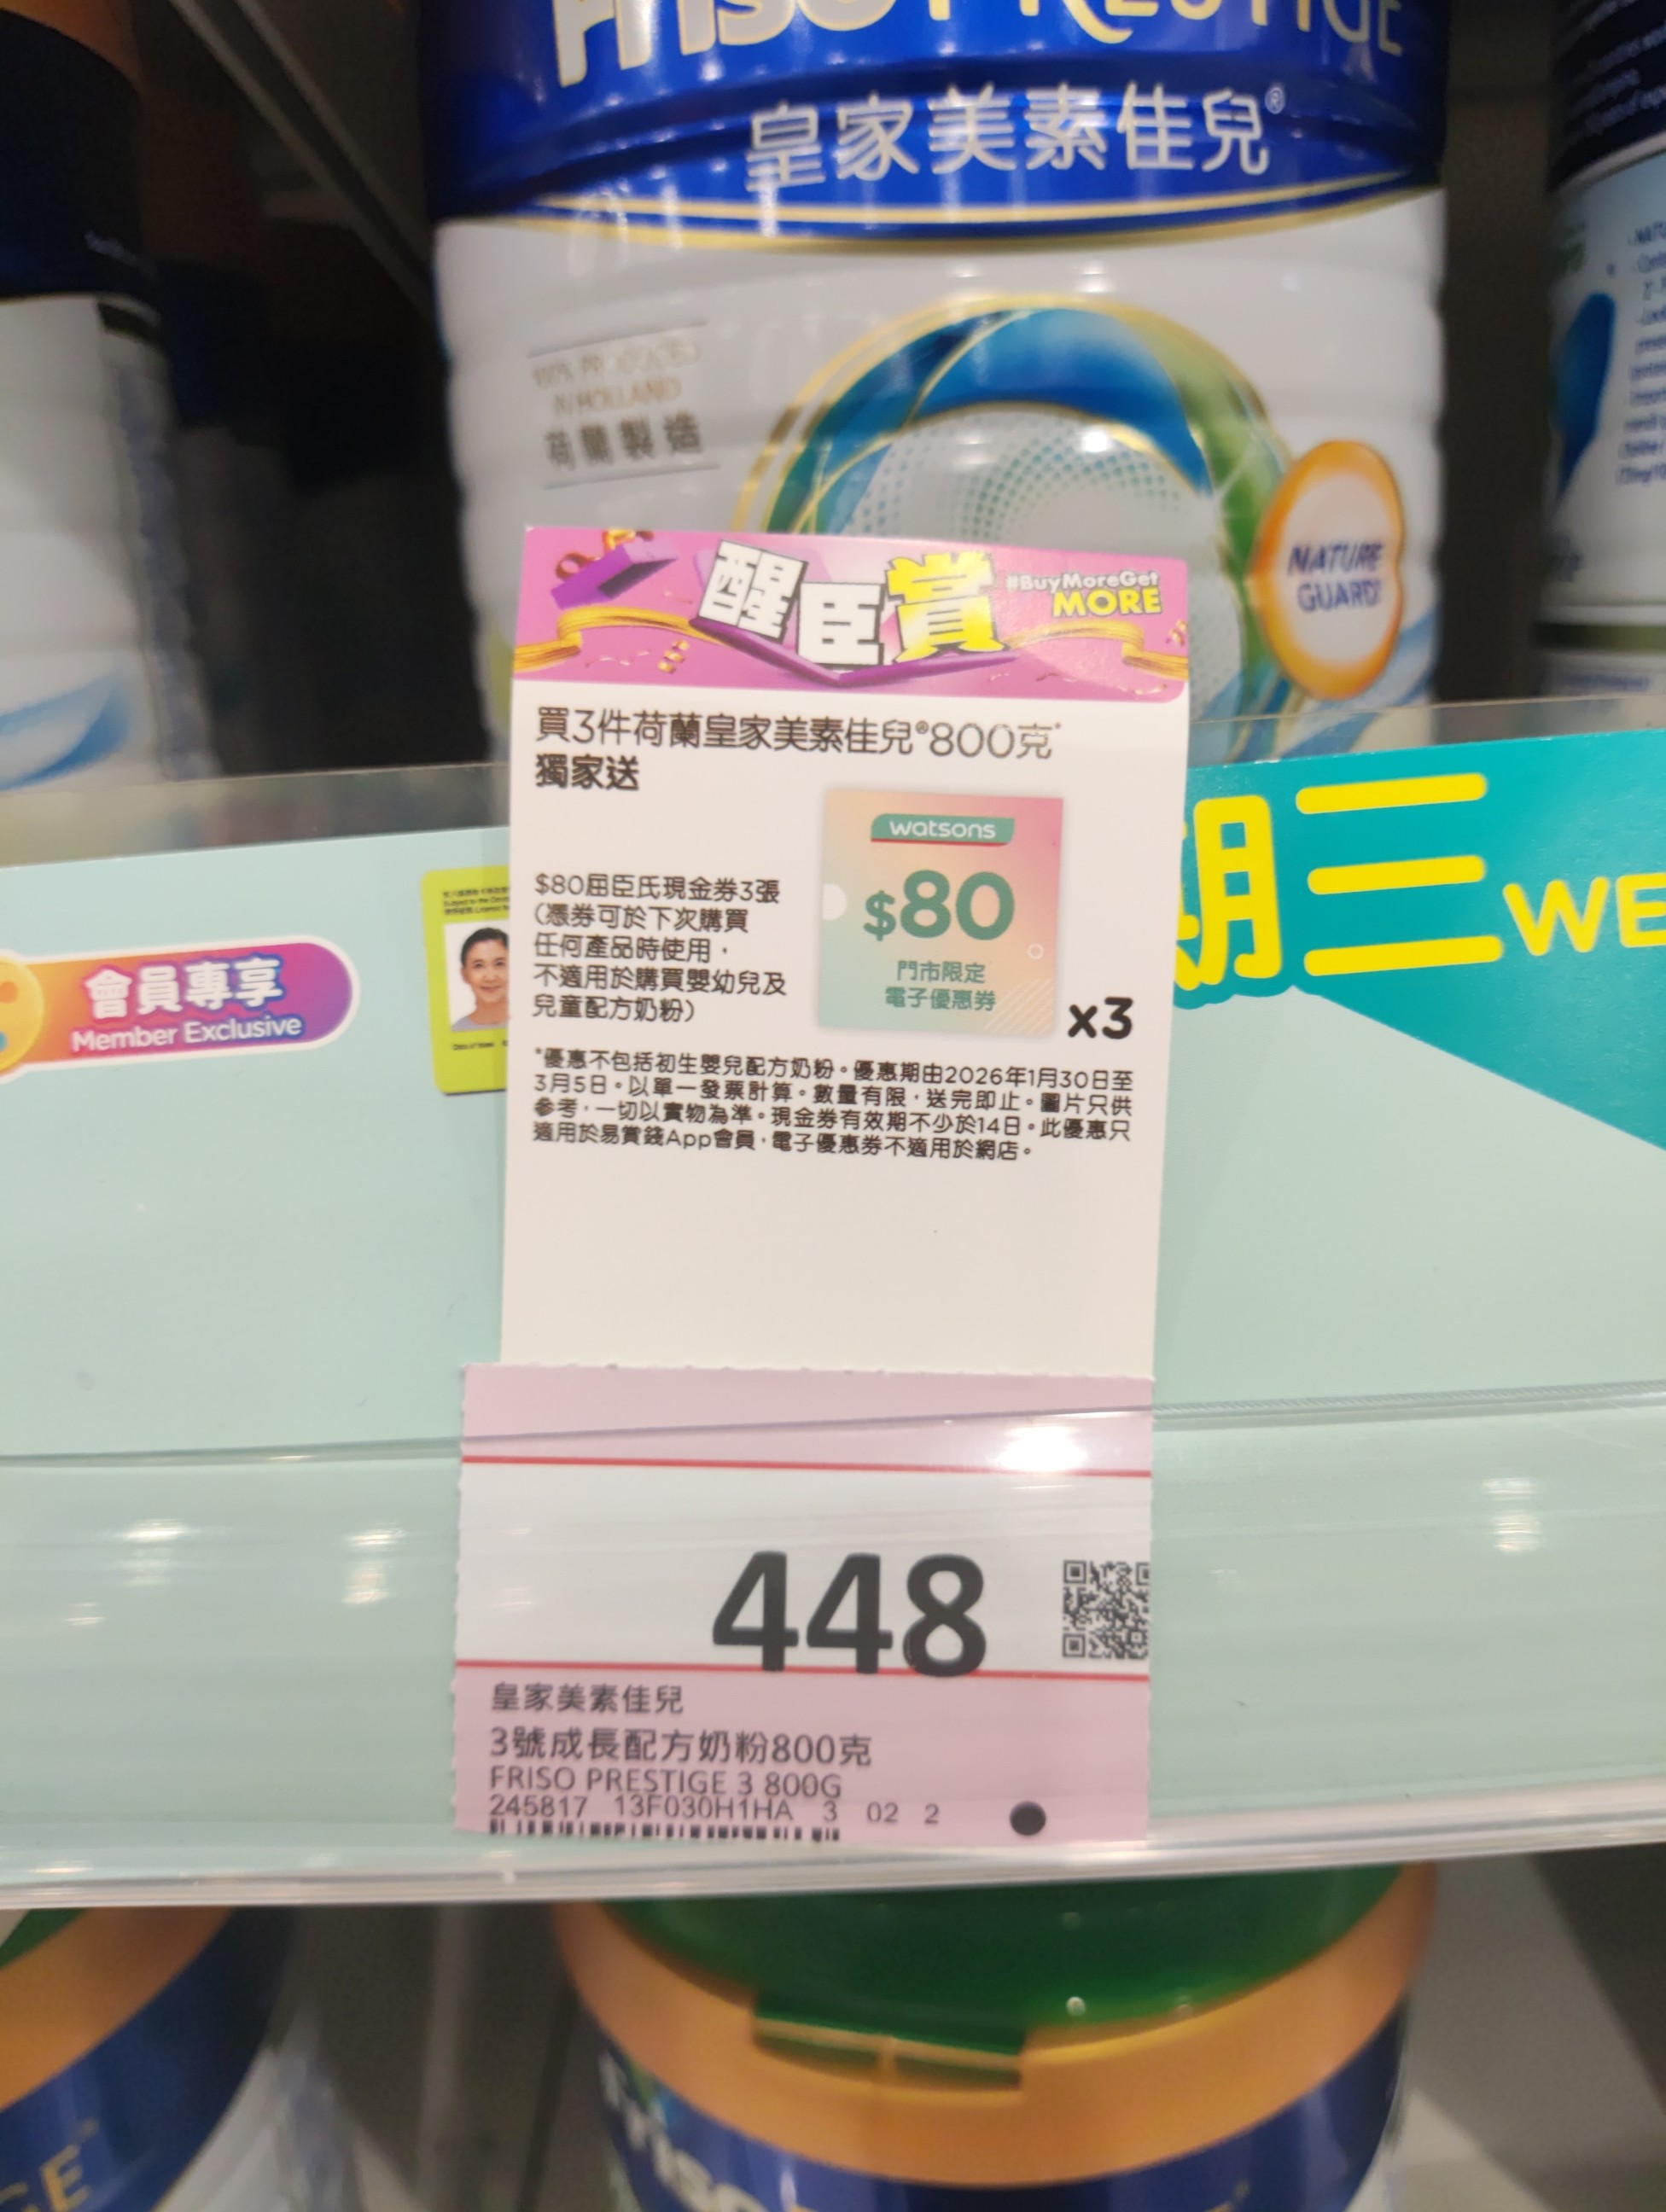 FRISO PRESTIGE
皇家美素佳兒®
100% PRODUCED
IN HOLLAND
荷蘭製造
NATURE
GUARD
醒臣賞
#BuyMoreGet
MORE
買3件荷蘭皇家美素佳兒®800克*
獨家送
$80屈臣氏現金券3張
(憑券可於下次購買
任何產品時使用，
不適用於購買嬰幼兒及
兒童配方奶粉)
watsons
$80
門市限定
電子優惠券
x3
*優惠不包括初生嬰兒配方奶粉。優惠期由2026年1月30日至
3月5日。以單一發票計算。數量有限，送完即止。圖片只供
參考，一切以實物為準。現金券有效期不少於14日。此優惠只
適用於易賞錢App會員，電子優惠券不適用於網店。
會員專享
Member Exclusive
期三WE
448
皇家美素佳兒
3號成長配方奶粉800克
FRISO PRESTIGE 3 800G
245817 13F030H1HA 3 02 2
GE